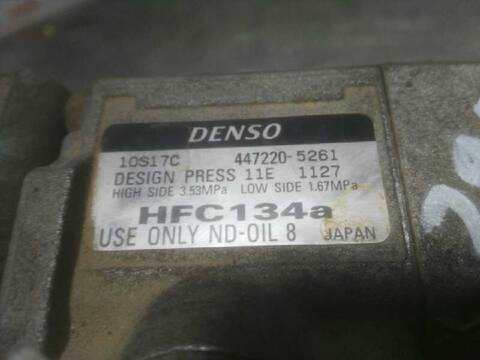 DENSO
10S17C 447220-5261
DESIGN PRESS 11E 1127
HIGH SIDE 3.53MPa LOW SIDE 1.67MPa
HFC134a
USE ONLY ND-OIL 8 JAPAN